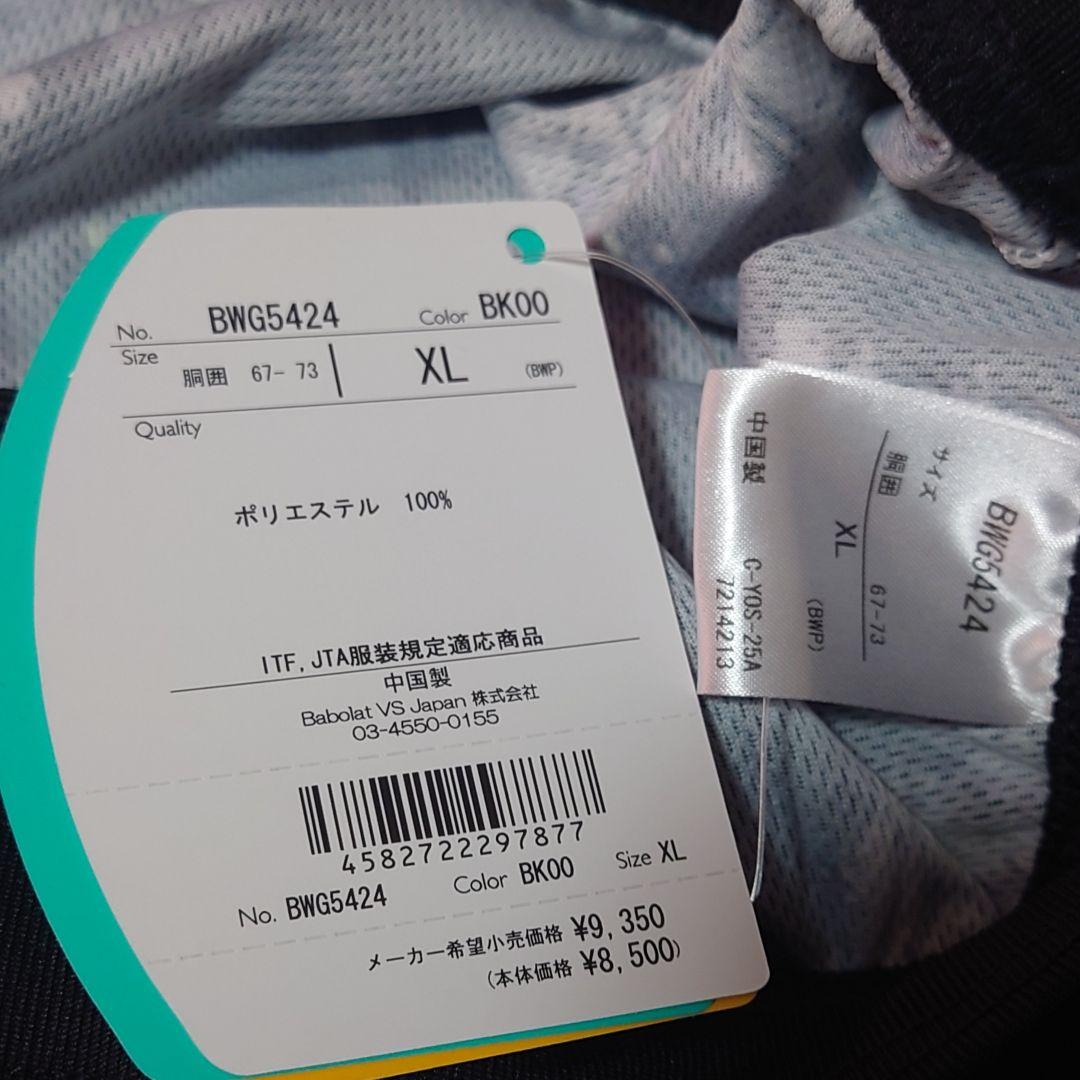 No. BWG5424 Color BK00
Size 胴囲 67-73 XL (BWP)
Quality
ポリエステル 100%
ITF, JTA服装規定適応商品
中国製
Babolat VS Japan 株式会社
03-4550-0155
4582722297877
No. BWG5424 Color BK00 Size XL
メーカー希望小売価格 ¥9,350
(本体価格 ¥8,500)
BWG5424
サイズ
胴囲 67-73
XL (BWP)
中国製 C-YOS-25A
7214213